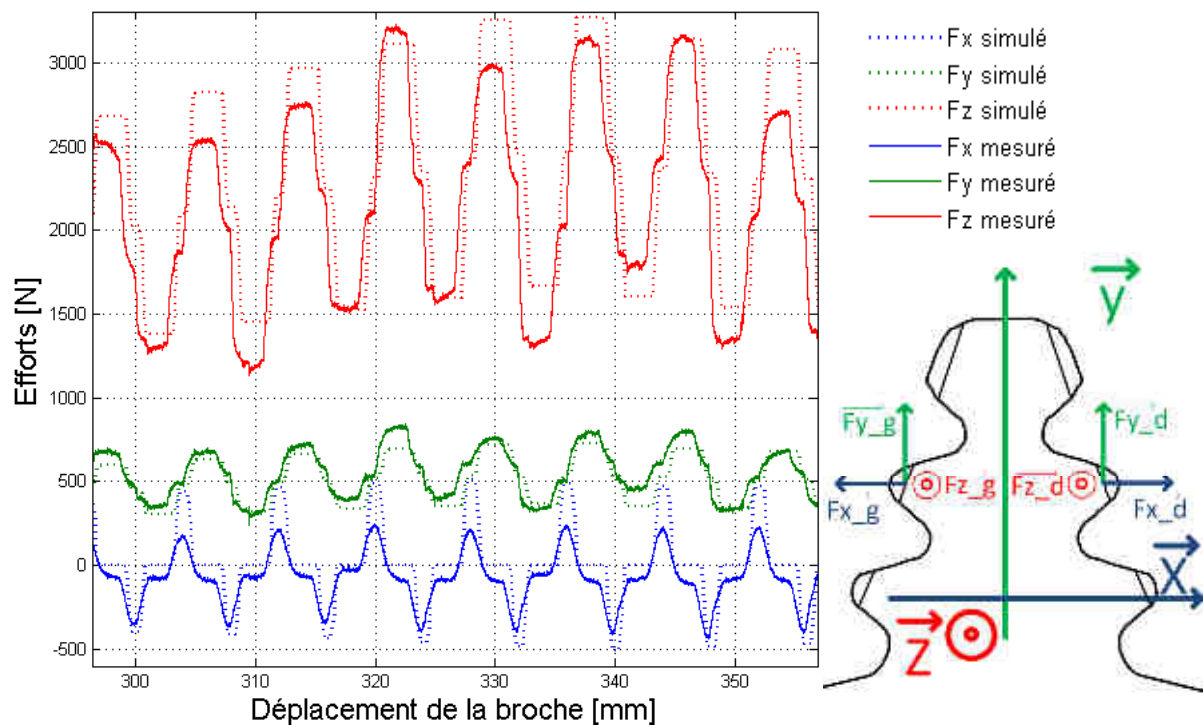 Efforts [N]
3000
2500
2000
1500
1000
500
0
-500
300
310
320
330
340
350
Déplacement de la broche [mm]
Fx simulé
Fy simulé
Fz simulé
Fx mesuré
Fy mesuré
Fz mesuré
y
Fy_g
Fy_d
Fz_g
Fz_d
Fx_g
Fx_d
X
Z